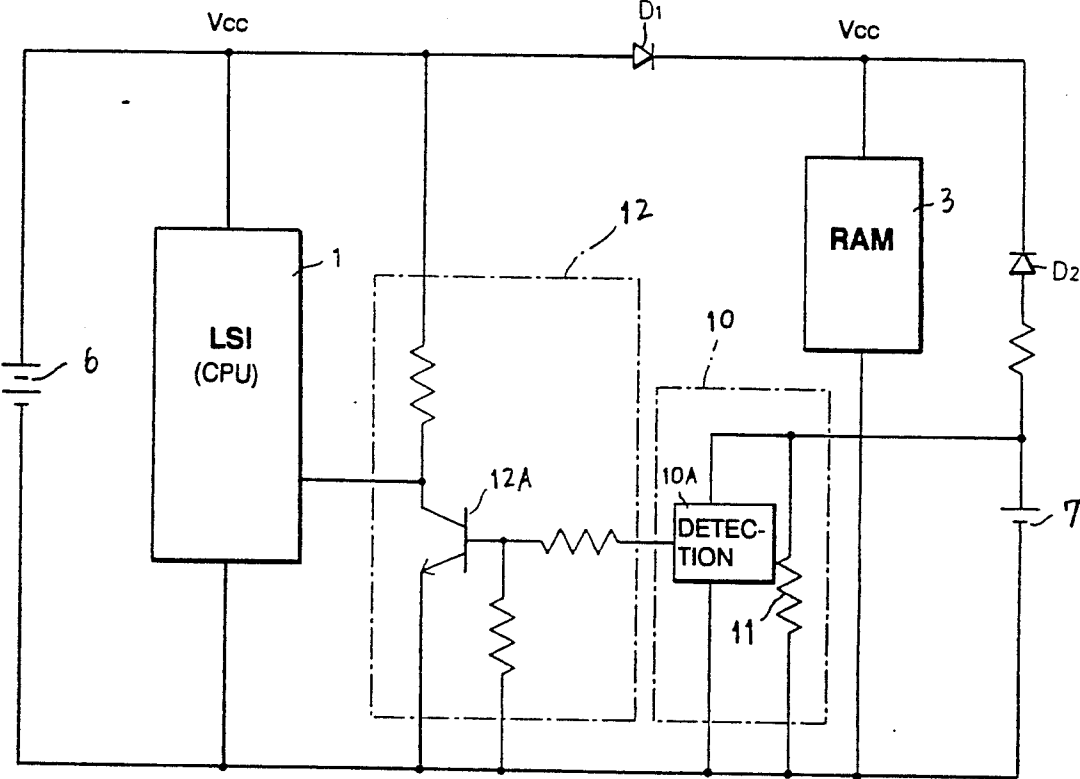 Vcc
D1
Vcc
12
3
1
RAM
D2
LSI
(CPU)
10
6
12A
10A
DETEC-
TION
7
11